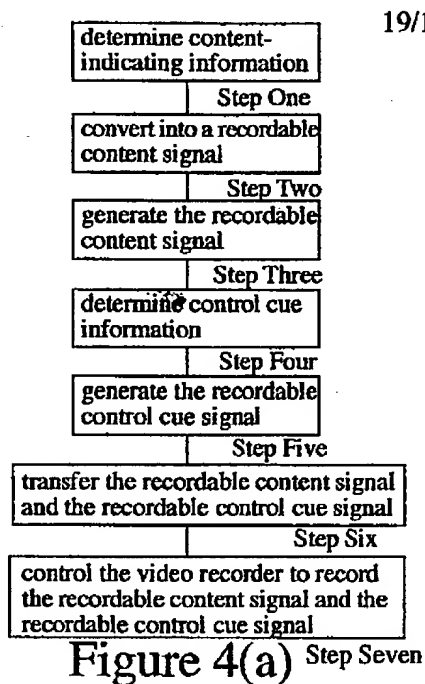 19/1
determine content-
indicating information
Step One
convert into a recordable
content signal
Step Two
generate the recordable
content signal
Step Three
determine control cue
information
Step Four
generate the recordable
control cue signal
Step Five
transfer the recordable content signal
and the recordable control cue signal
Step Six
control the video recorder to record
the recordable content signal and the
recordable control cue signal
Figure 4(a) Step Seven